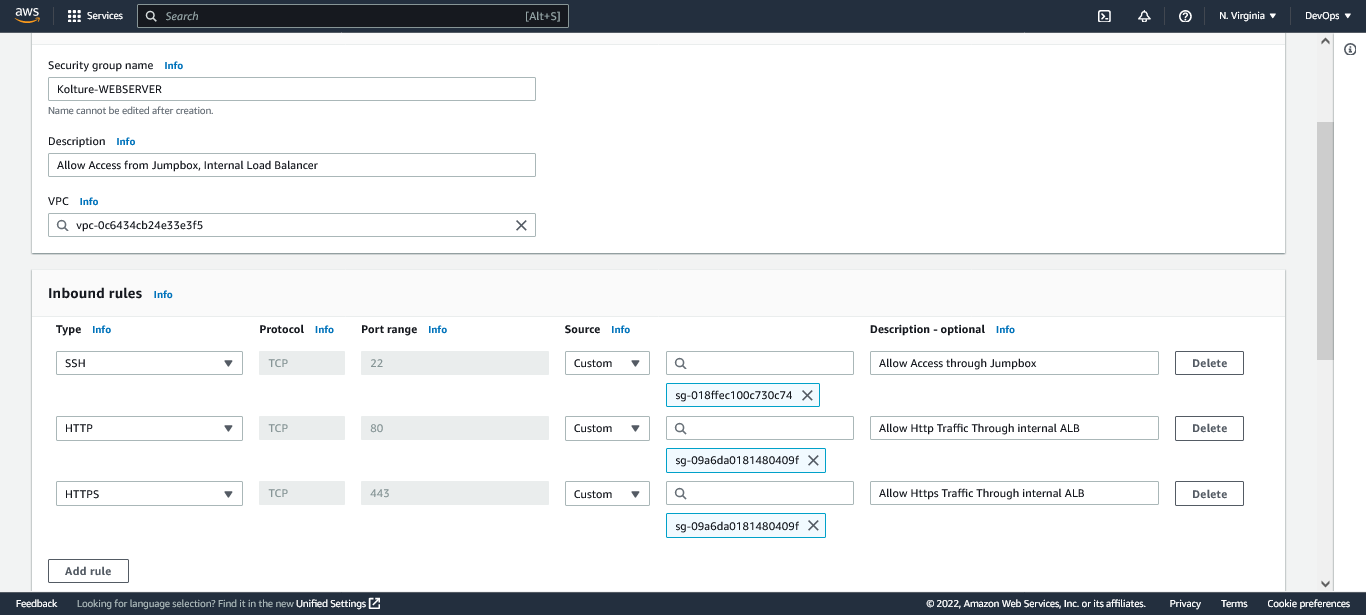 aws Services Search [Alt+S] N. Virginia DevOps
Security group name Info
Kolture-WEBSERVER
Name cannot be edited after creation.
Description Info
Allow Access from Jumpbox, Internal Load Balancer
VPC Info
vpc-0c6434cb24e33e3f5
Inbound rules Info
Type Info Protocol Info Port range Info Source Info Description - optional Info
SSH TCP 22 Custom Allow Access through Jumpbox Delete
sg-018ffec100c730c74
HTTP TCP 80 Custom Allow Http Traffic Through internal ALB Delete
sg-09a6da0181480409f
HTTPS TCP 443 Custom Allow Https Traffic Through internal ALB Delete
sg-09a6da0181480409f
Add rule
Feedback Looking for language selection? Find it in the new Unified Settings © 2022, Amazon Web Services, Inc. or its affiliates. Privacy Terms Cookie preferences